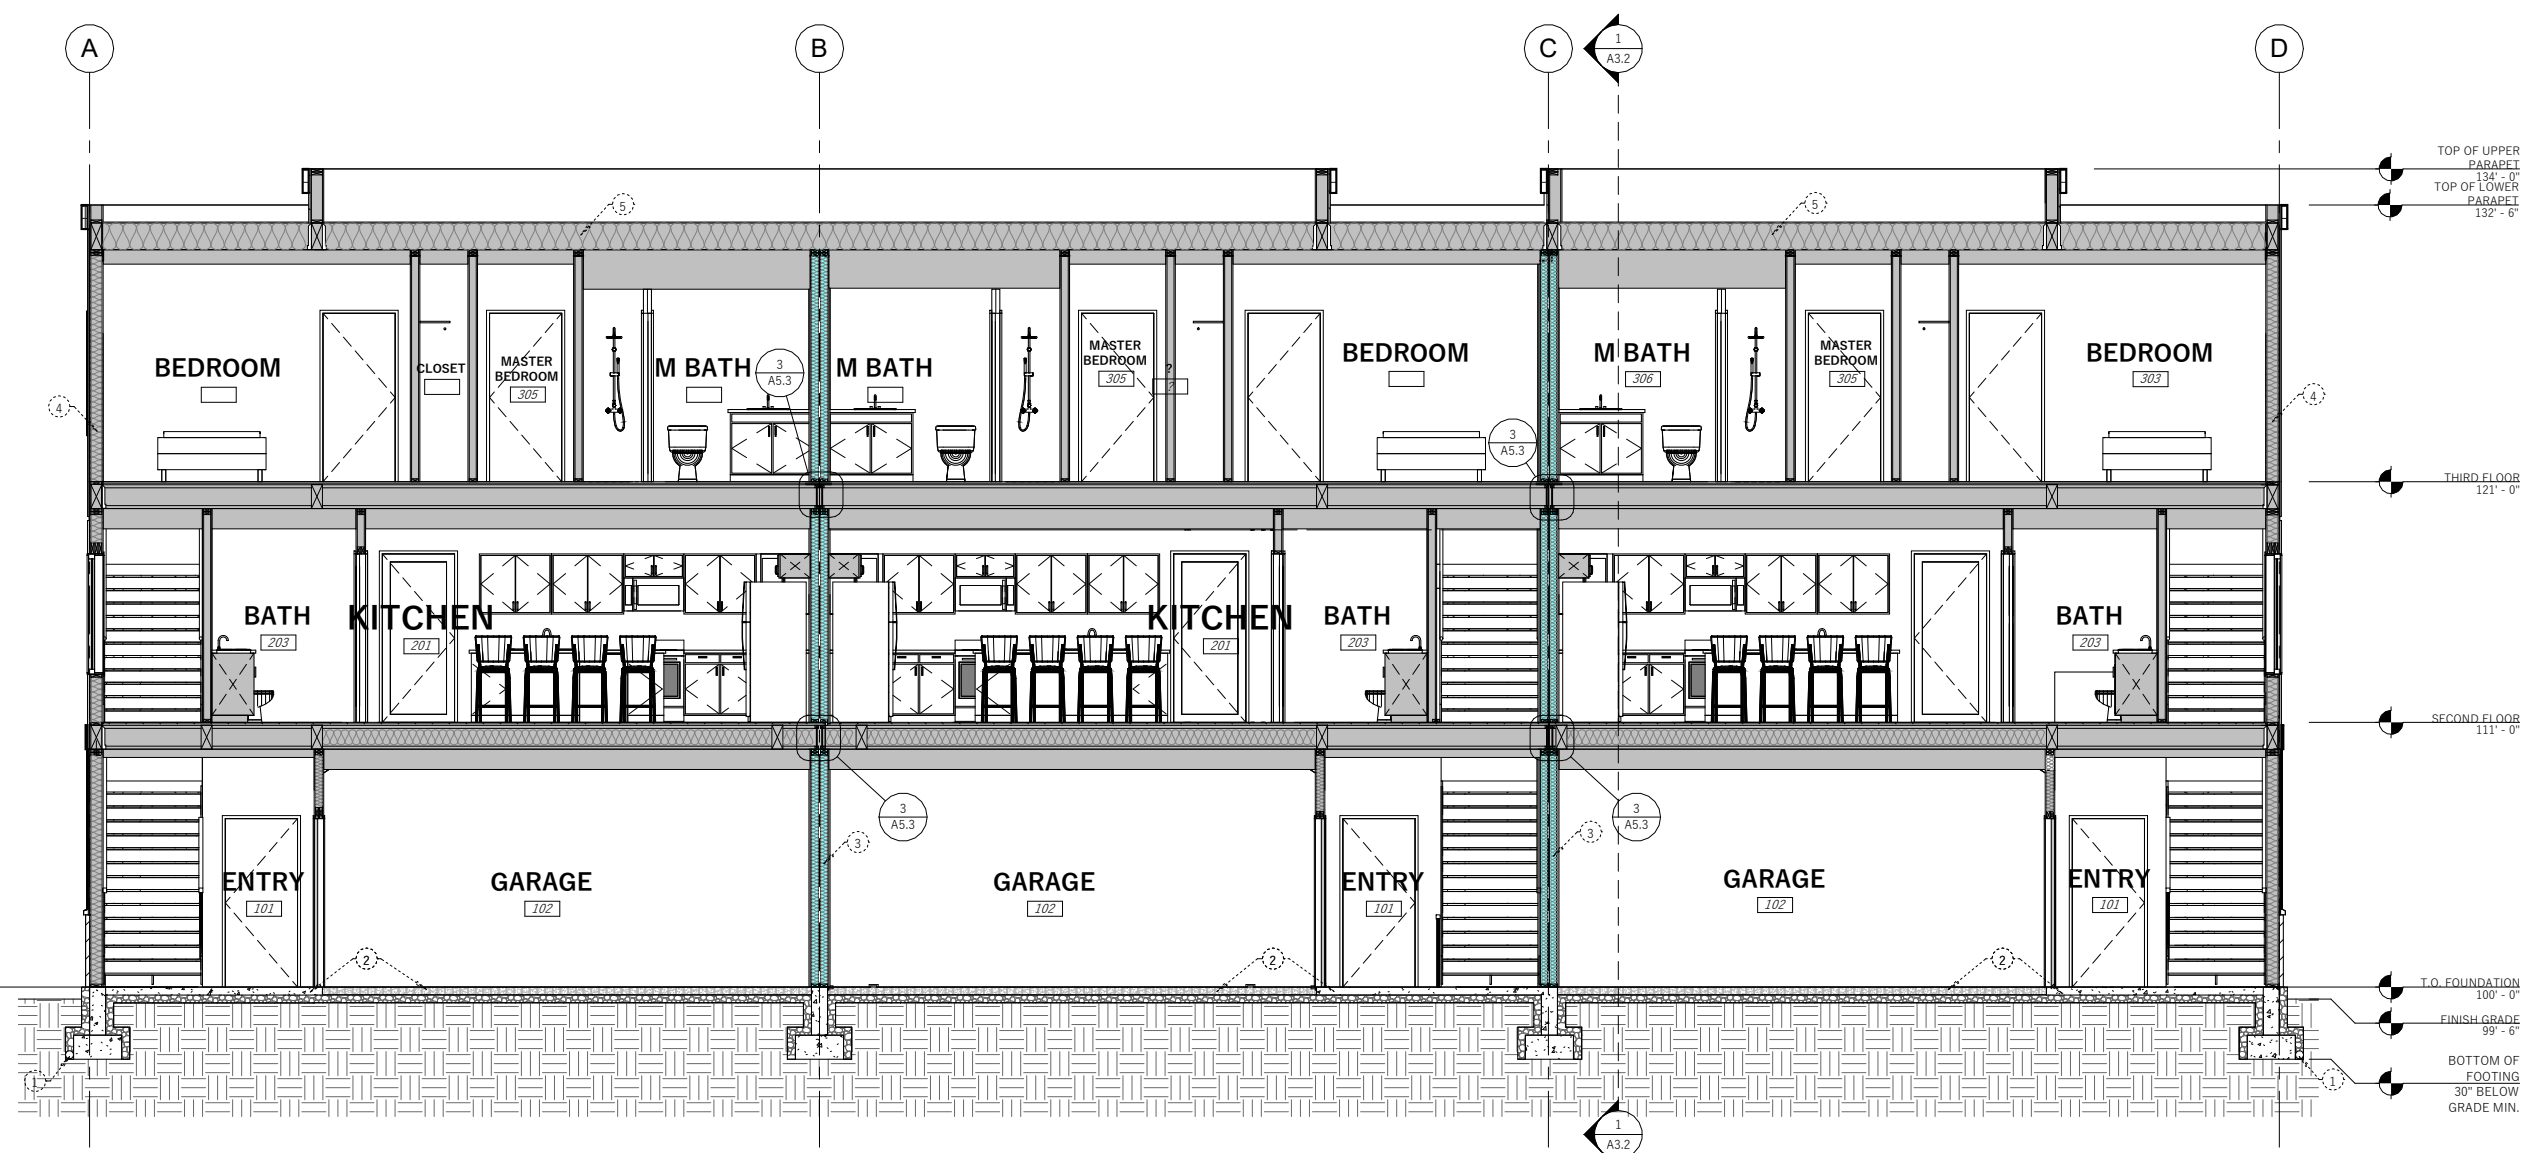 A
B
C
1
A3.2
D
TOP OF UPPER
PARAPET
134' - 0"
TOP OF LOWER
PARAPET
132' - 6"
5
5
BEDROOM
CLOSET
MASTER
BEDROOM
305
M BATH
3
A5.3
M BATH
MASTER
BEDROOM
305
?
?
BEDROOM
3
A5.3
M BATH
306
MASTER
BEDROOM
305
BEDROOM
303
4
4
THIRD FLOOR
121' - 0"
BATH
203
KITCHEN
201
KITCHEN
201
BATH
203
BATH
203
SECOND FLOOR
111' - 0"
3
A5.3
3
A5.3
3
3
ENTRY
101
GARAGE
102
GARAGE
102
ENTRY
101
GARAGE
102
ENTRY
101
2
2
2
T.O. FOUNDATION
100' - 0"
FINISH GRADE
99' - 6"
BOTTOM OF
FOOTING
30" BELOW
GRADE MIN.
1
1
1
A3.2